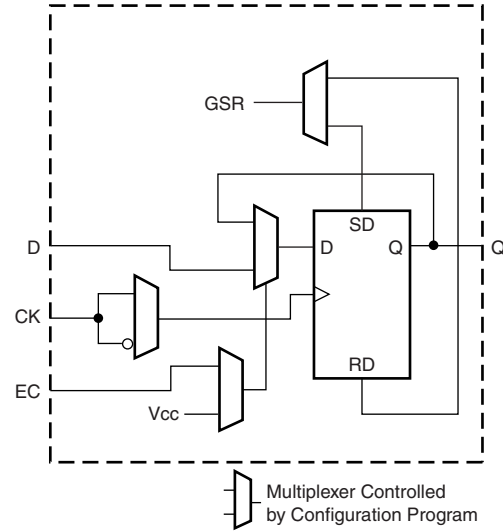 GSR
SD
D
D
Q
Q
CK
RD
EC
Vcc
Multiplexer Controlled
by Configuration Program